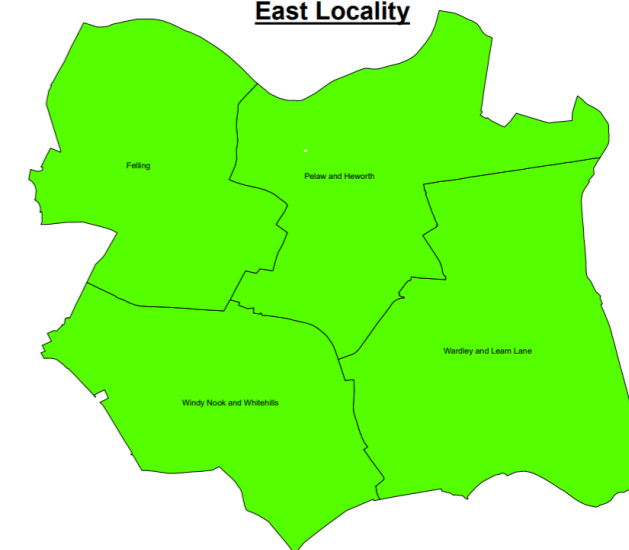 East Locality
Felling
Pelaw and Heworth
Wardley and Leam Lane
Windy Nook and Whitehills